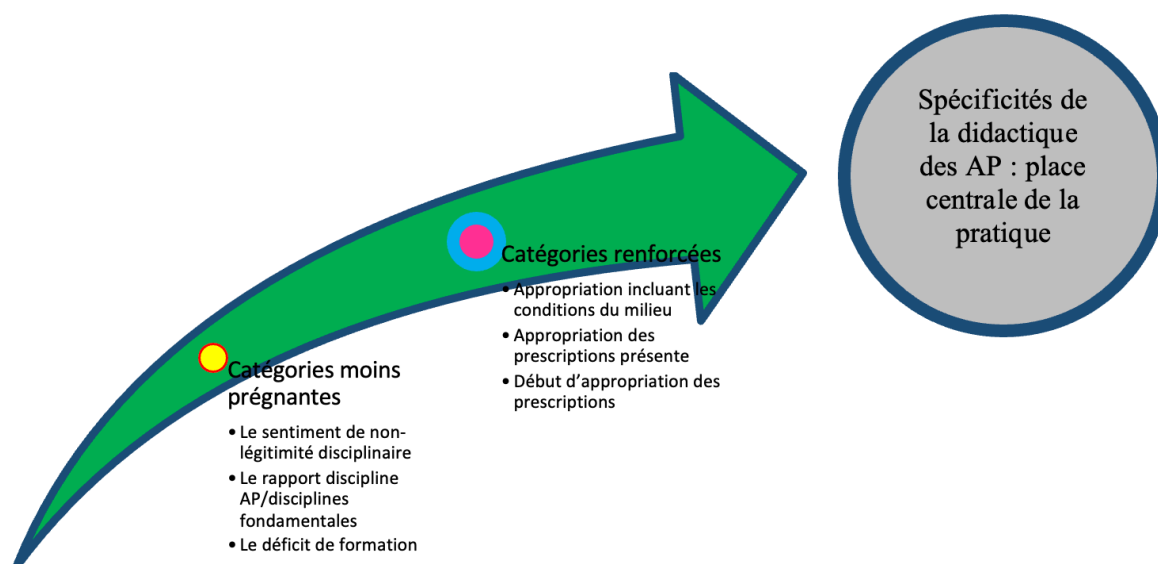 Spécificités de
la didactique
des AP : place
centrale de la
pratique
Catégories renforcées
• Appropriation incluant les
conditions du milieu
• Appropriation des
prescriptions présente
• Début d’appropriation des
prescriptions
Catégories moins
prégnantes
• Le sentiment de non-
légitimité disciplinaire
• Le rapport discipline
AP/disciplines
fondamentales
• Le déficit de formation